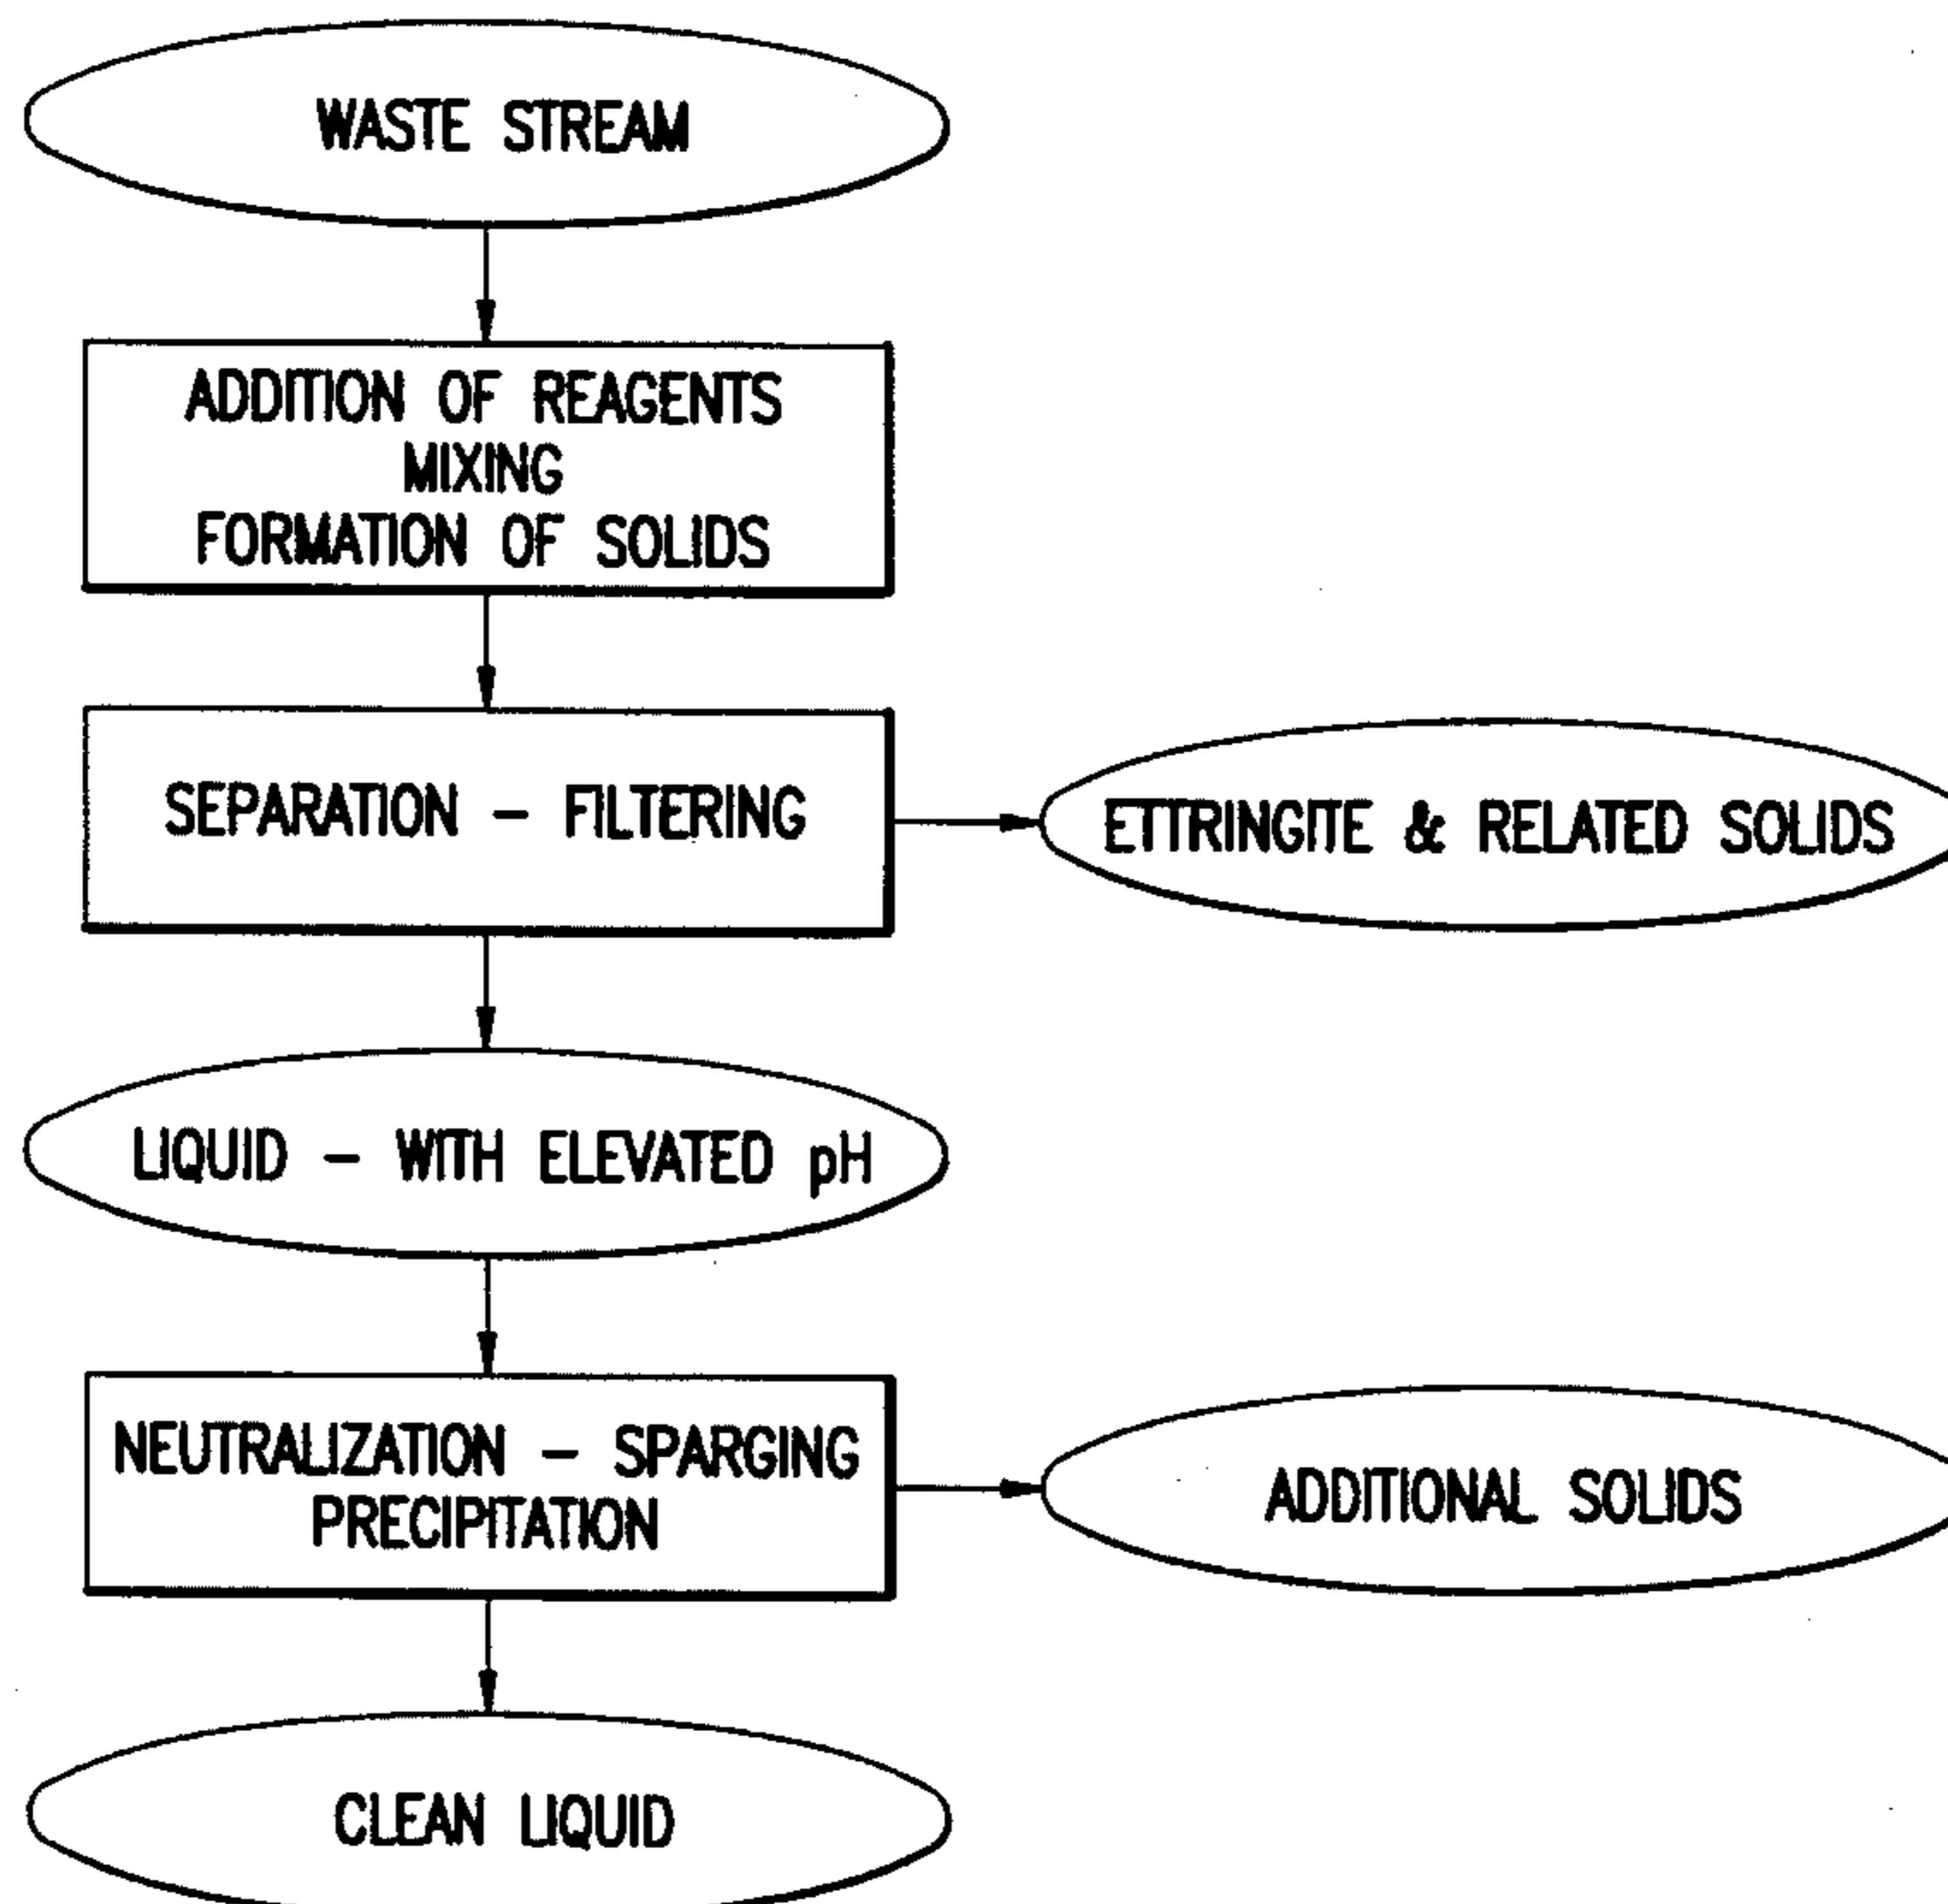 WASTE STREAM
ADDITION OF REAGENTS
MIXING
FORMATION OF SOLIDS
SEPARATION - FILTERING
ETTRINGITE & RELATED SOLIDS
LIQUID - WITH ELEVATED pH
NEUTRALIZATION - SPARGING
PRECIPITATION
ADDITIONAL SOLIDS
CLEAN LIQUID